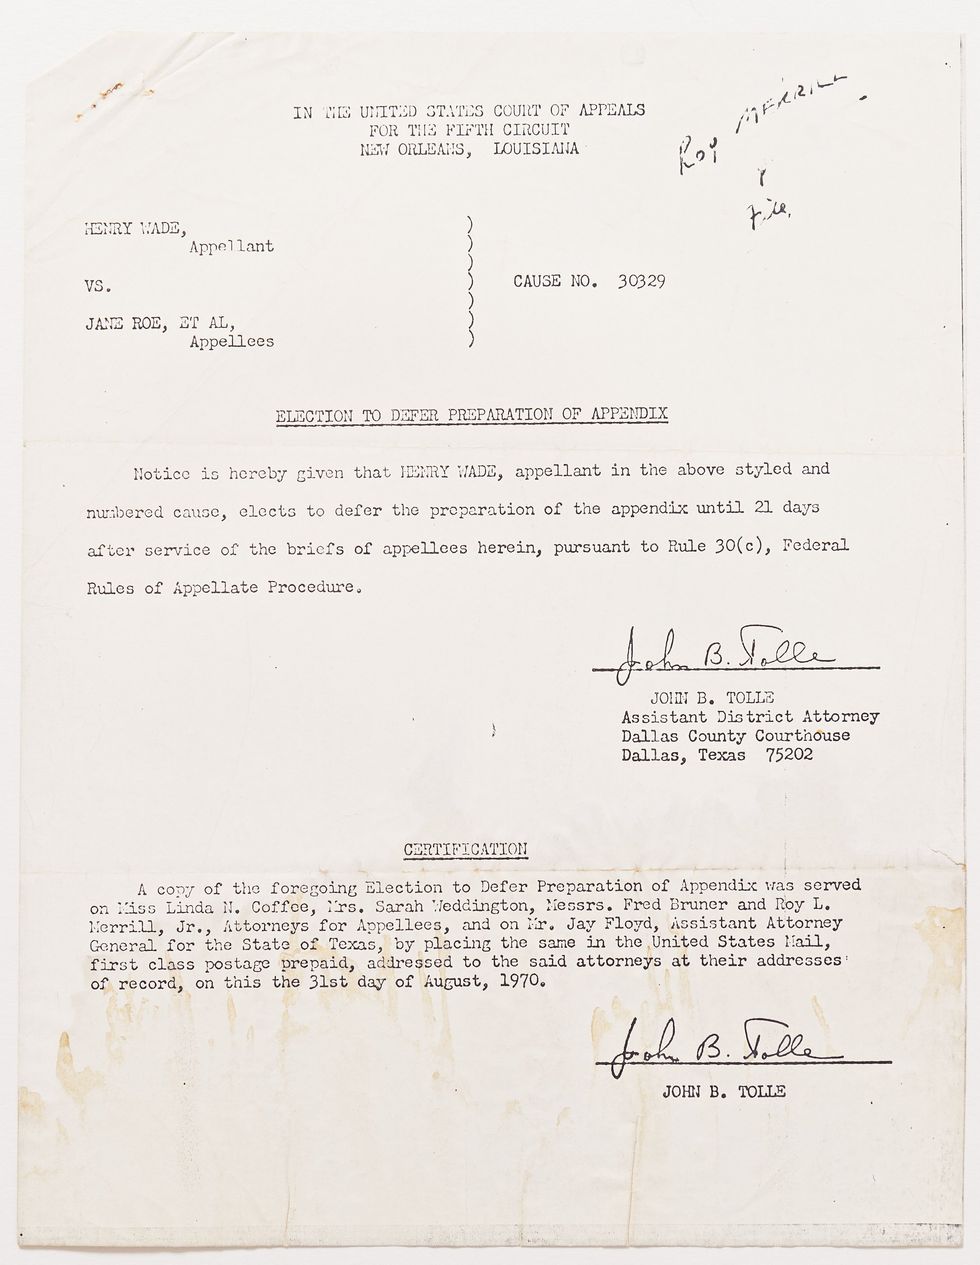 IN THE UNITED STATES COURT OF APPEALS
FOR THE FIFTH CIRCUIT
NEW ORLEANS, LOUISIANA
Roy MERRILL
&
File.
HENRY WADE,
Appellant
VS.
JANE ROE, ET AL,
Appellees
)
)
)
)
)
)
)
CAUSE NO. 30329
ELECTION TO DEFER PREPARATION OF APPENDIX
Notice is hereby given that HENRY WADE, appellant in the above styled and
numbered cause, elects to defer the preparation of the appendix until 21 days
after service of the briefs of appellees herein, pursuant to Rule 30(c), Federal
Rules of Appellate Procedure.
John B. Tolle
JOHN B. TOLLE
Assistant District Attorney
Dallas County Courthouse
Dallas, Texas 75202
CERTIFICATION
A copy of the foregoing Election to Defer Preparation of Appendix was served
on Miss Linda N. Coffee, Mrs. Sarah Weddington, Messrs. Fred Bruner and Roy L.
Merrill, Jr., Attorneys for Appellees, and on Mr. Jay Floyd, Assistant Attorney
General for the State of Texas, by placing the same in the United States Mail,
first class postage prepaid, addressed to the said attorneys at their addresses
of record, on this the 31st day of August, 1970.
John B. Tolle
JOHN B. TOLLE